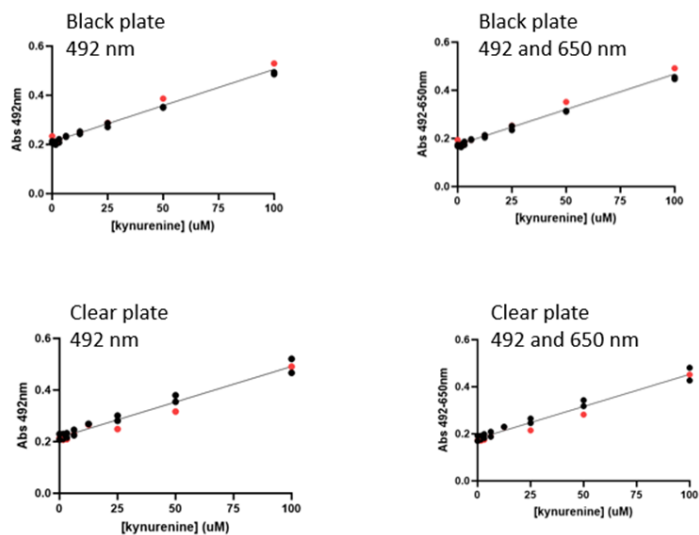 Black plate
492 nm
0.6
0.4
0.2
0.0
Abs 492nm
0
25
50
75
100
[kynurenine] (uM)
Black plate
492 and 650 nm
0.6
0.4
0.2
0.0
Abs 492-650nm
0
25
50
75
100
[kynurenine] (uM)
Clear plate
492 nm
0.6
0.4
0.2
0.0
Abs 492nm
0
25
50
75
100
[kynurenine] (uM)
Clear plate
492 and 650 nm
0.6
0.4
0.2
0.0
Abs 492-650nm
0
25
50
75
100
[kynurenine] (uM)